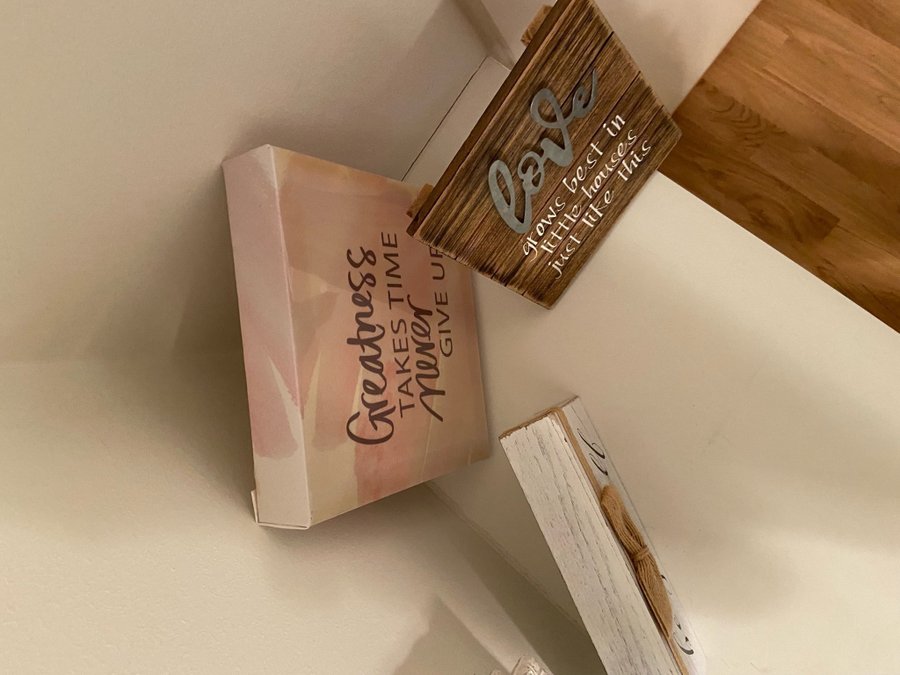 Greatness
TAKES TIME
never
GIVE UP
love
grows best in
little houses
just like this